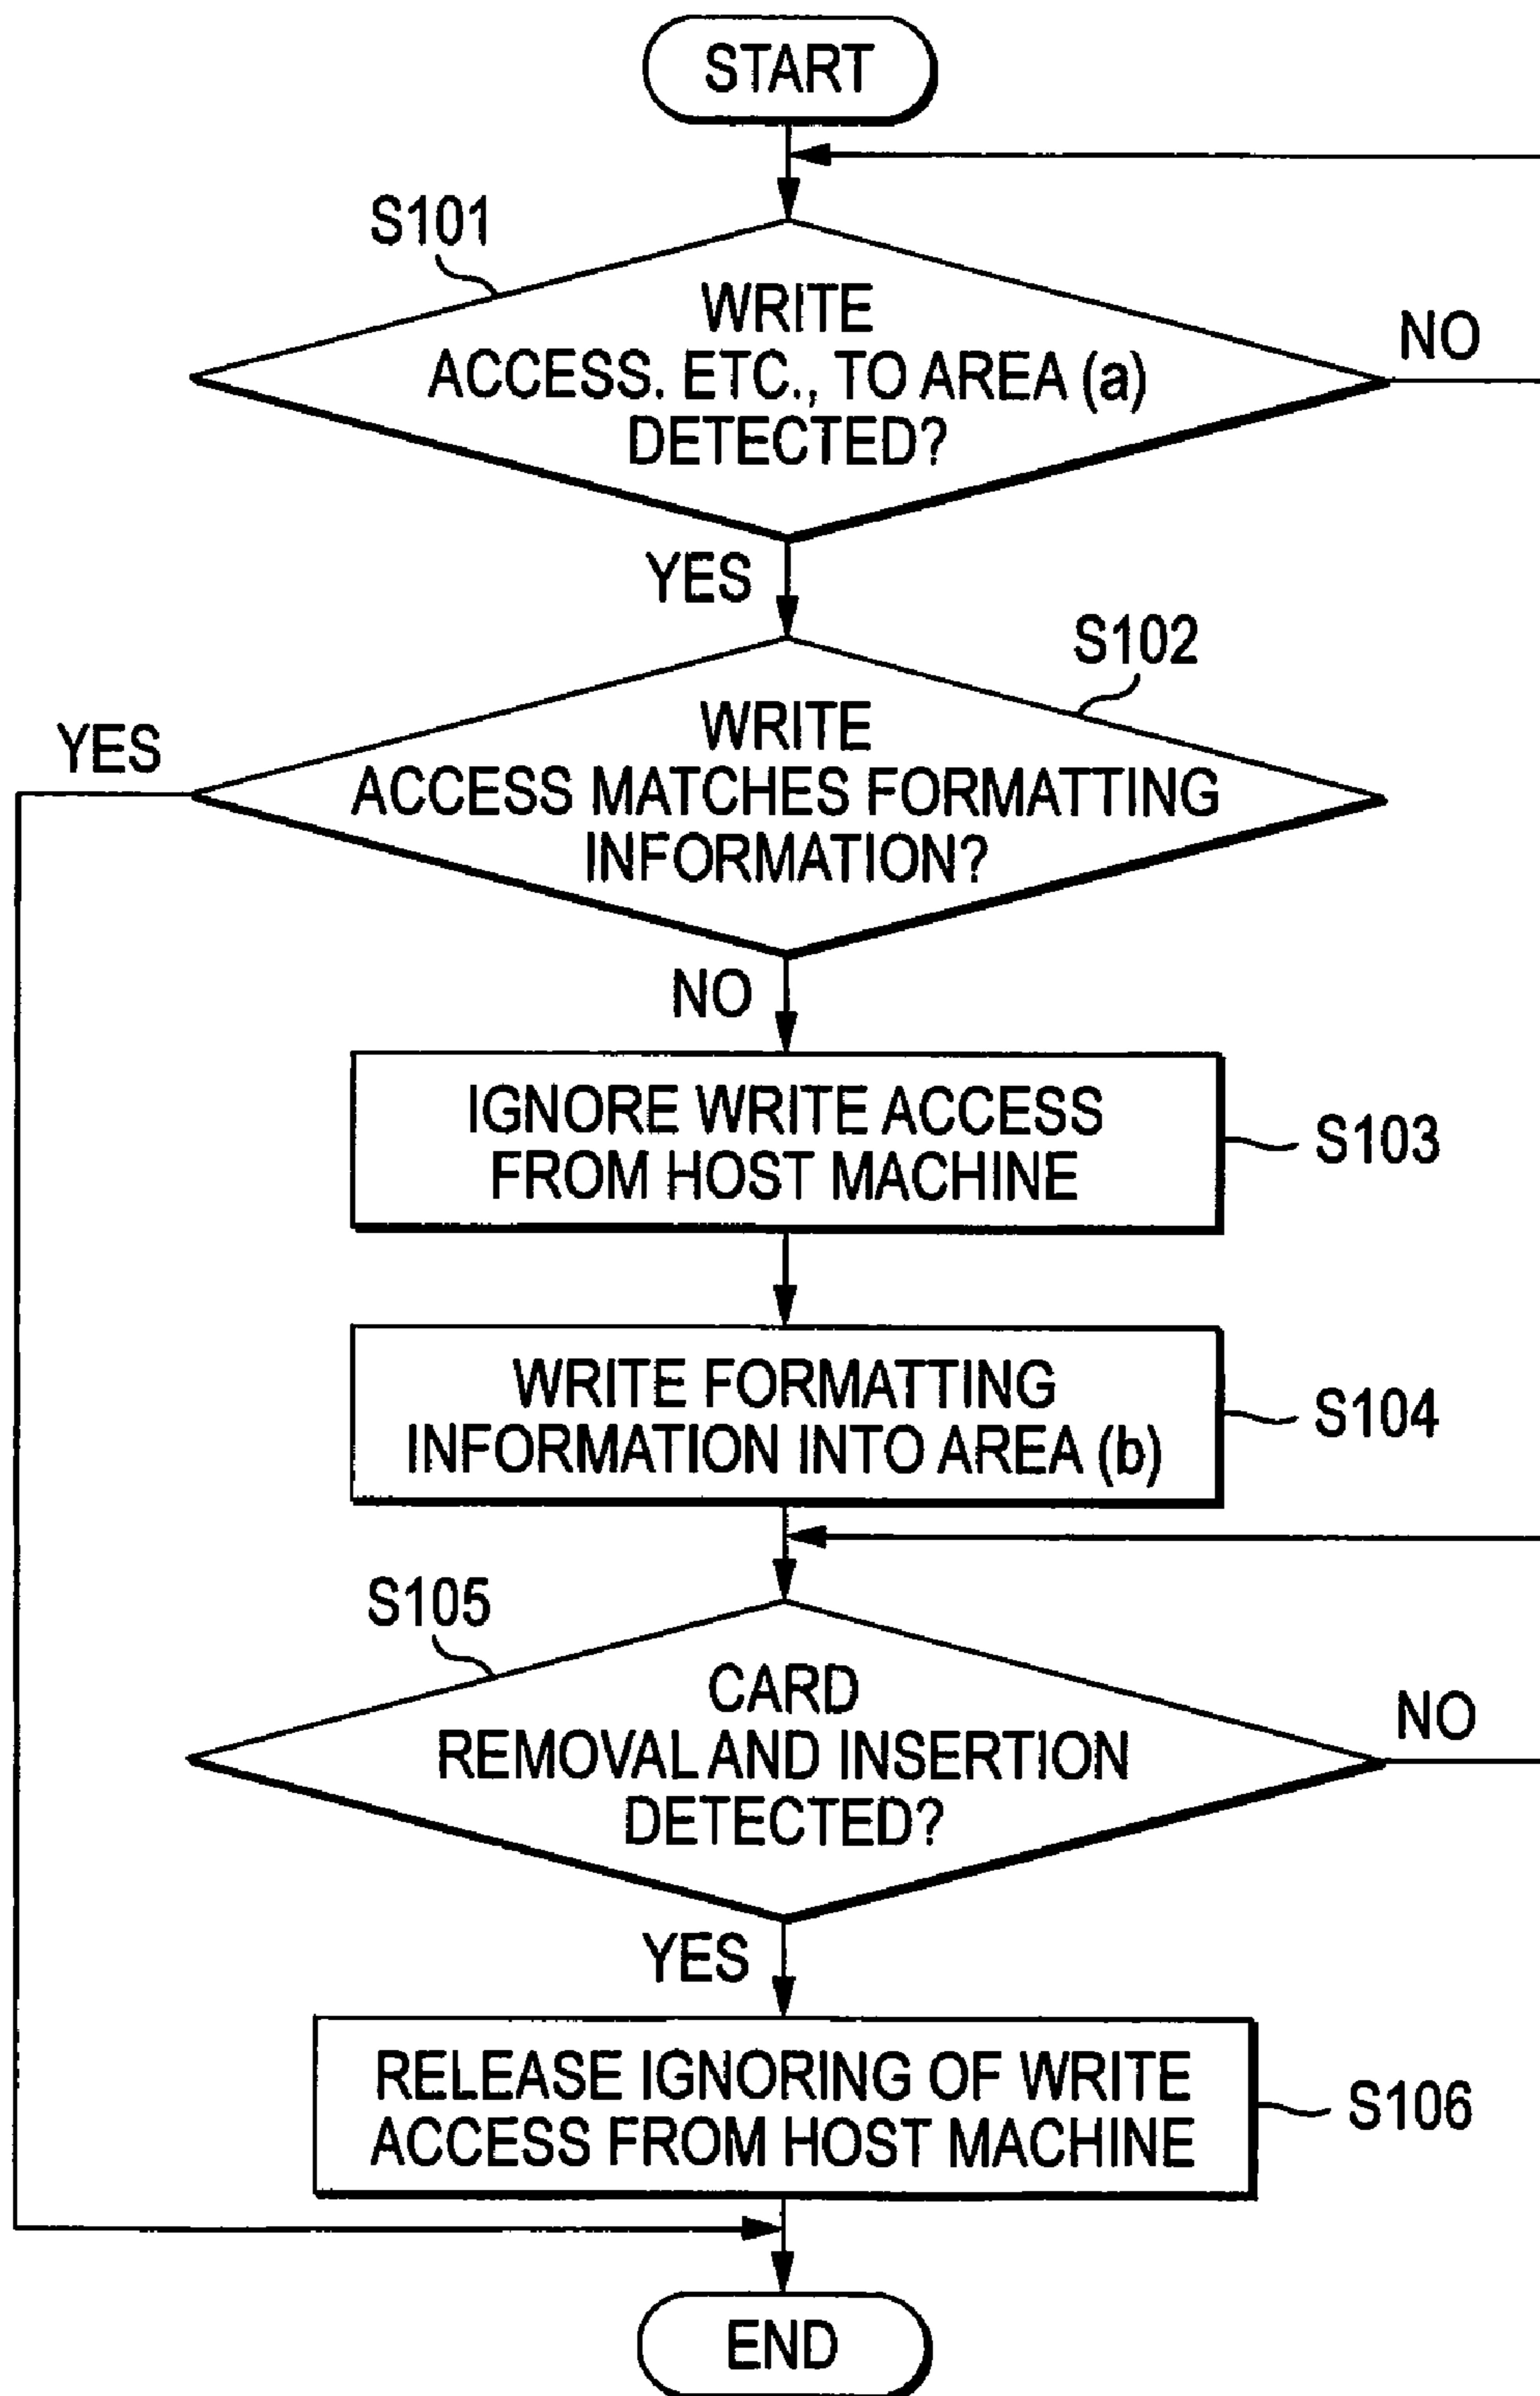 START
S101
WRITE
ACCESS. ETC., TO AREA (a)
DETECTED?
NO
YES
S102
WRITE
ACCESS MATCHES FORMATTING
INFORMATION?
YES
NO
IGNORE WRITE ACCESS
FROM HOST MACHINE
S103
WRITE FORMATTING
INFORMATION INTO AREA (b)
S104
S105
CARD
REMOVAL AND INSERTION
DETECTED?
NO
YES
RELEASE IGNORING OF WRITE
ACCESS FROM HOST MACHINE
S106
END